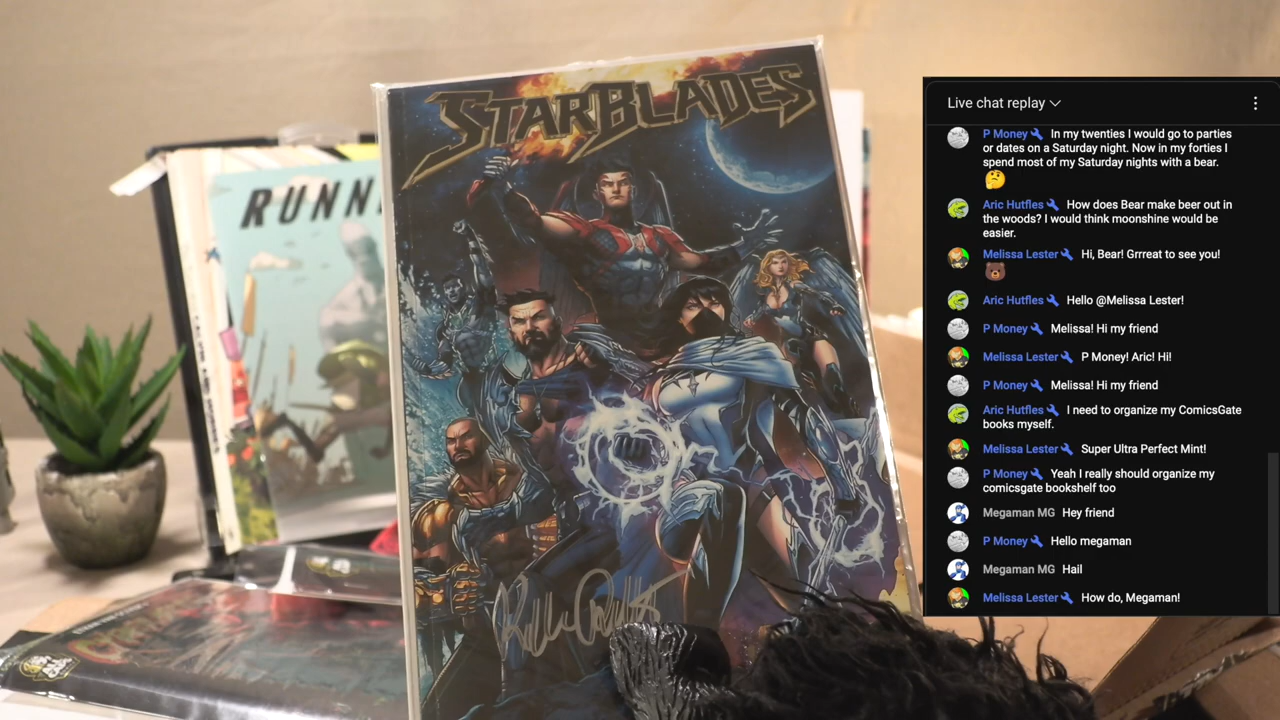 STARBLADES
RUNN
Live chat replay
P Money In my twenties I would go to parties
or dates on a Saturday night. Now in my forties I
spend most of my Saturday nights with a bear.
Aric Hutfles How does Bear make beer out in
the woods? I would think moonshine would be
easier.
Melissa Lester Hi, Bear! Grrreat to see you!
Aric Hutfles Hello @Melissa Lester!
P Money Melissa! Hi my friend
Melissa Lester P Money! Aric! Hi!
P Money Melissa! Hi my friend
Aric Hutfles I need to organize my ComicsGate
books myself.
Melissa Lester Super Ultra Perfect Mint!
P Money Yeah I really should organize my
comicsgate bookshelf too
Megaman MG Hey friend
P Money Hello megaman
Megaman MG Hail
Melissa Lester How do, Megaman!